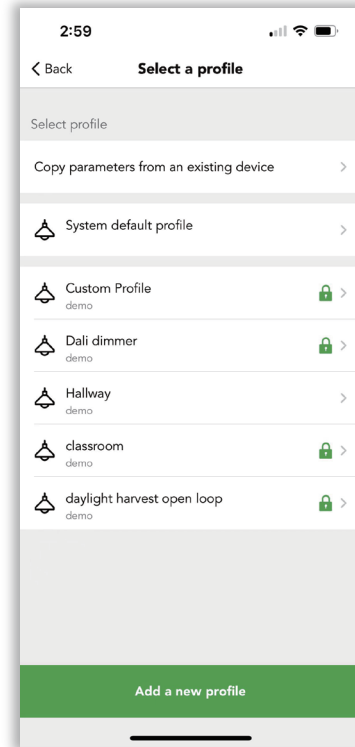 2:59
Back
Select a profile
Select profile
Copy parameters from an existing device
System default profile
Custom Profile
demo
Dali dimmer
demo
Hallway
demo
classroom
demo
daylight harvest open loop
demo
Add a new profile